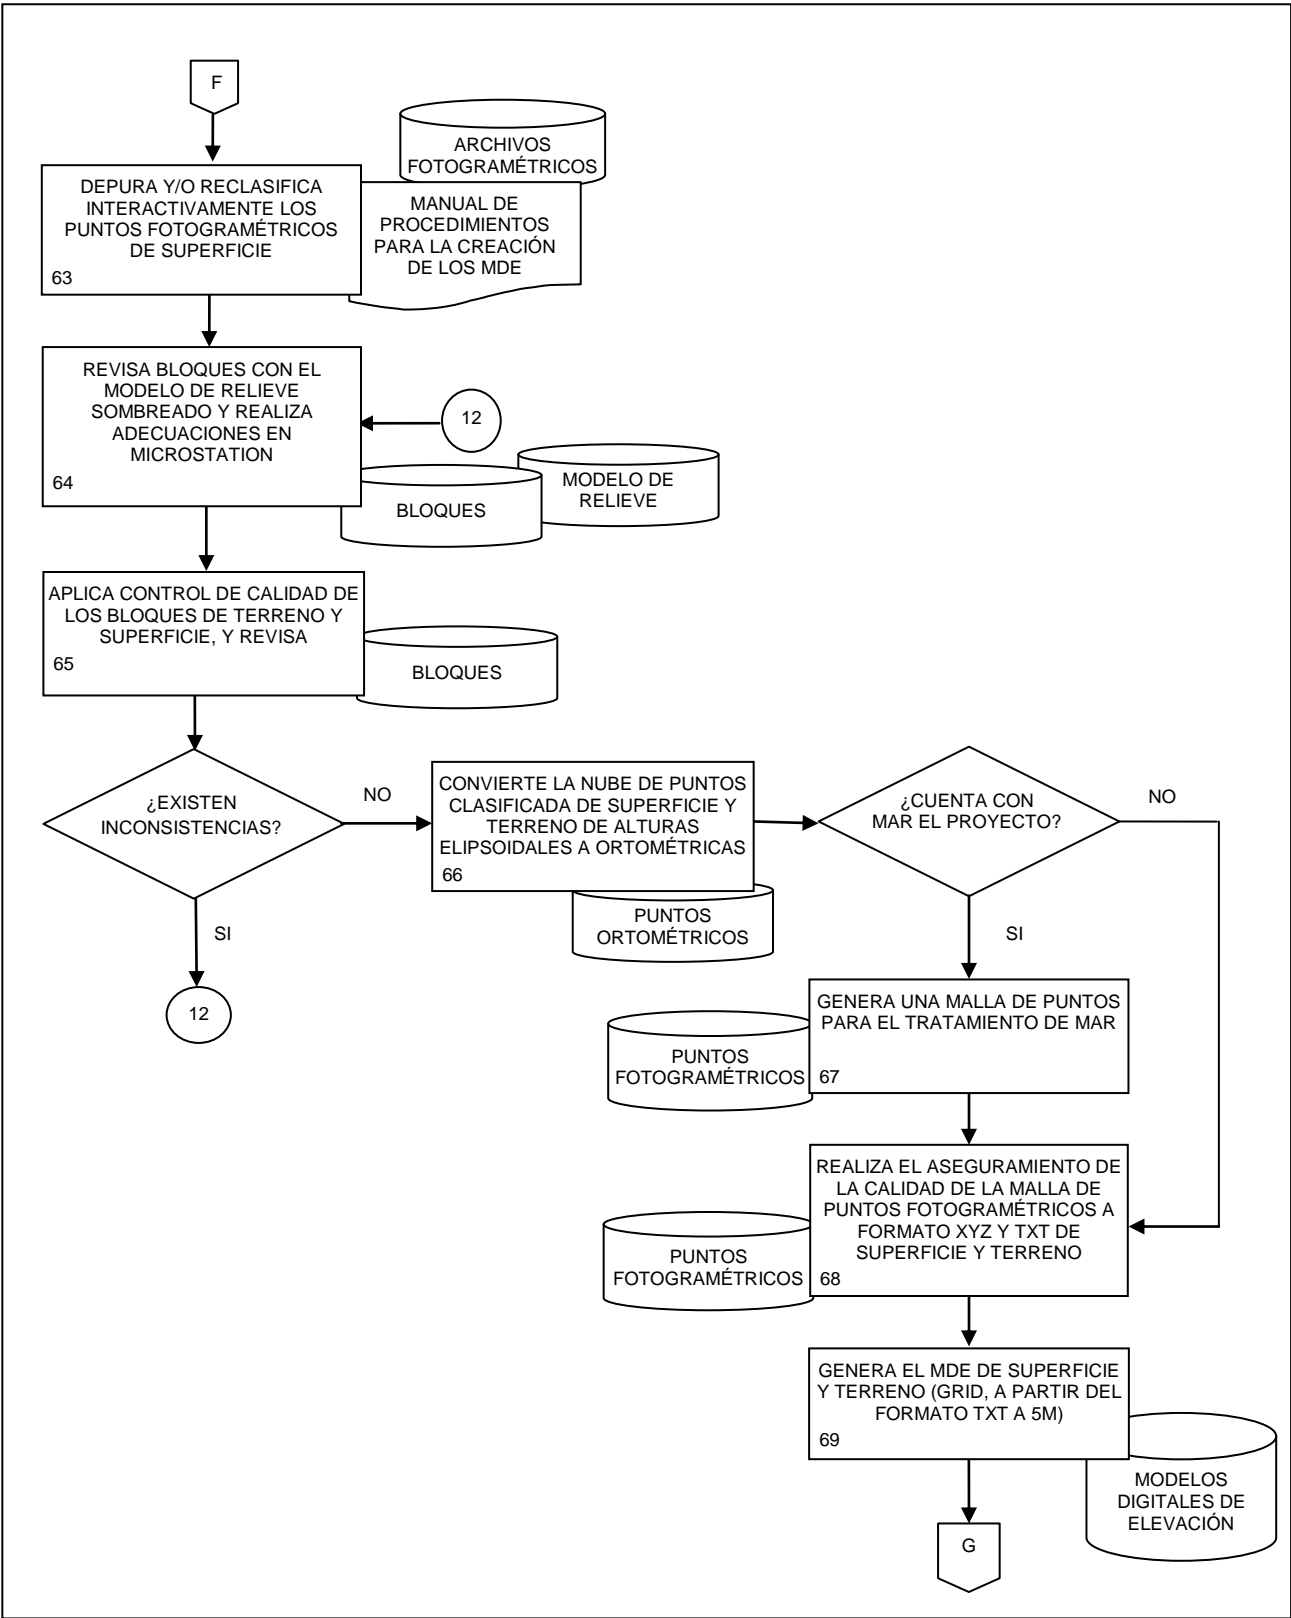 F
ARCHIVOS
FOTOGRAMÉTRICOS
DEPURA Y/O RECLASIFICA
INTERACTIVAMENTE LOS
PUNTOS FOTOGRAMÉTRICOS
DE SUPERFICIE
63
MANUAL DE
PROCEDIMIENTOS
PARA LA CREACIÓN
DE LOS MDE
REVISA BLOQUES CON EL
MODELO DE RELIEVE
SOMBREADO Y REALIZA
ADECUACIONES EN
MICROSTATION
64
12
BLOQUES
MODELO DE
RELIEVE
APLICA CONTROL DE CALIDAD DE
LOS BLOQUES DE TERRENO Y
SUPERFICIE, Y REVISA
65
BLOQUES
¿EXISTEN
INCONSISTENCIAS?
NO
SI
12
CONVIERTE LA NUBE DE PUNTOS
CLASIFICADA DE SUPERFICIE Y
TERRENO DE ALTURAS
ELIPSOIDALES A ORTOMÉTRICAS
66
PUNTOS
ORTOMÉTRICOS
¿CUENTA CON
MAR EL PROYECTO?
NO
SI
GENERA UNA MALLA DE PUNTOS
PARA EL TRATAMIENTO DE MAR
67
PUNTOS
FOTOGRAMÉTRICOS
REALIZA EL ASEGURAMIENTO DE
LA CALIDAD DE LA MALLA DE
PUNTOS FOTOGRAMÉTRICOS A
FORMATO XYZ Y TXT DE
SUPERFICIE Y TERRENO
68
PUNTOS
FOTOGRAMÉTRICOS
GENERA EL MDE DE SUPERFICIE
Y TERRENO (GRID, A PARTIR DEL
FORMATO TXT A 5M)
69
MODELOS
DIGITALES DE
ELEVACIÓN
G